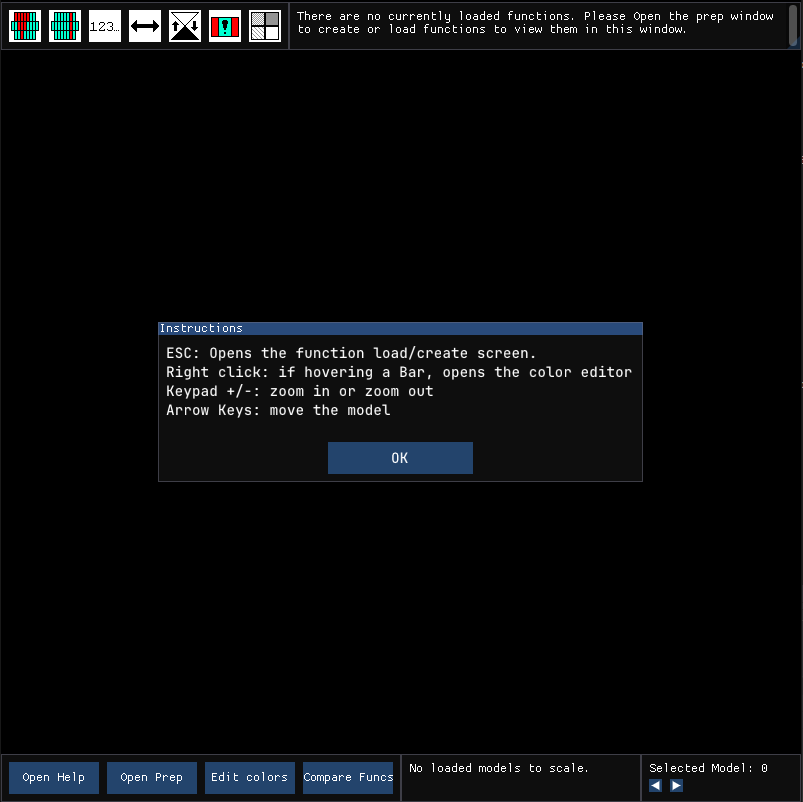 123…
There are no currently loaded functions. Please Open the prep window
to create or load functions to view them in this window.
Instructions
ESC: Opens the function load/create screen.
Right click: if hovering a Bar, opens the color editor
Keypad +/-: zoom in or zoom out
Arrow Keys: move the model
OK
Open Help
Open Prep
Edit colors
Compare Funcs
No loaded models to scale.
Selected Model: 0